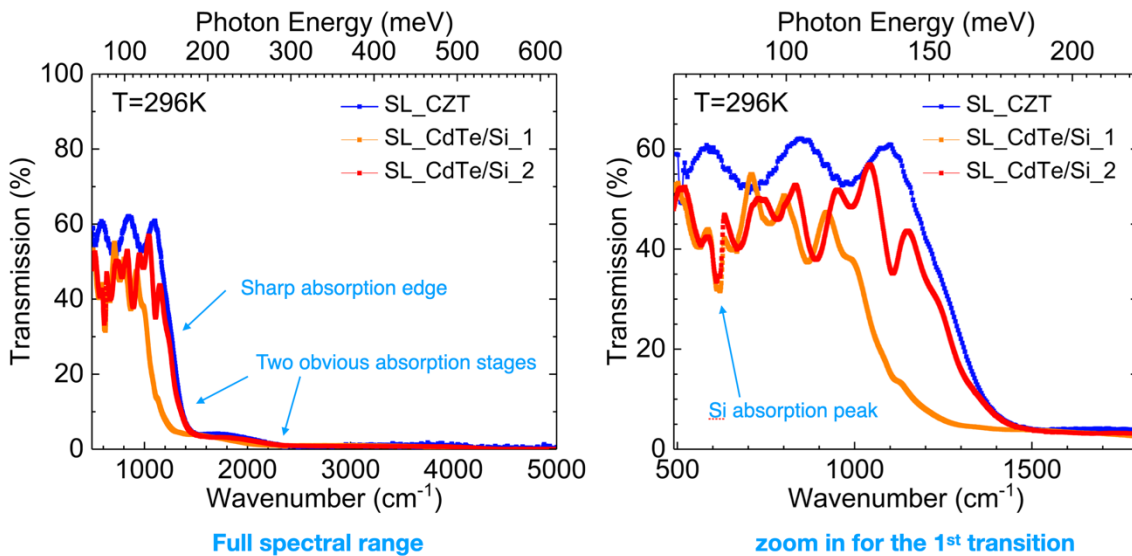 Photon Energy (meV)
100 200 300 400 500 600
T=296K
SL_CZT
SL_CdTe/Si_1
SL_CdTe/Si_2
100
80
60
40
20
0
Transmission (%)
Sharp absorption edge
Two obvious absorption stages
1000 2000 3000 4000 5000
Wavenumber (cm-1)
Full spectral range
Photon Energy (meV)
100 150 200
T=296K
SL_CZT
SL_CdTe/Si_1
SL_CdTe/Si_2
60
40
20
0
Transmission (%)
Si absorption peak
500 1000 1500
Wavenumber (cm-1)
zoom in for the 1st transition